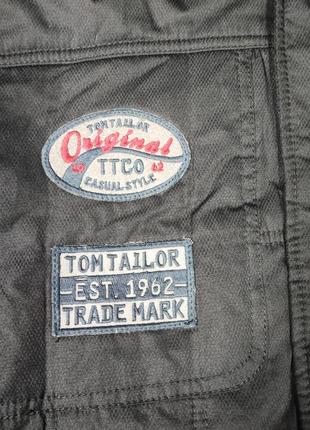 TOM TAILOR
Original
TTCO
62
CASUAL STYLE
TOM TAILOR
EST. 1962
TRADE MARK